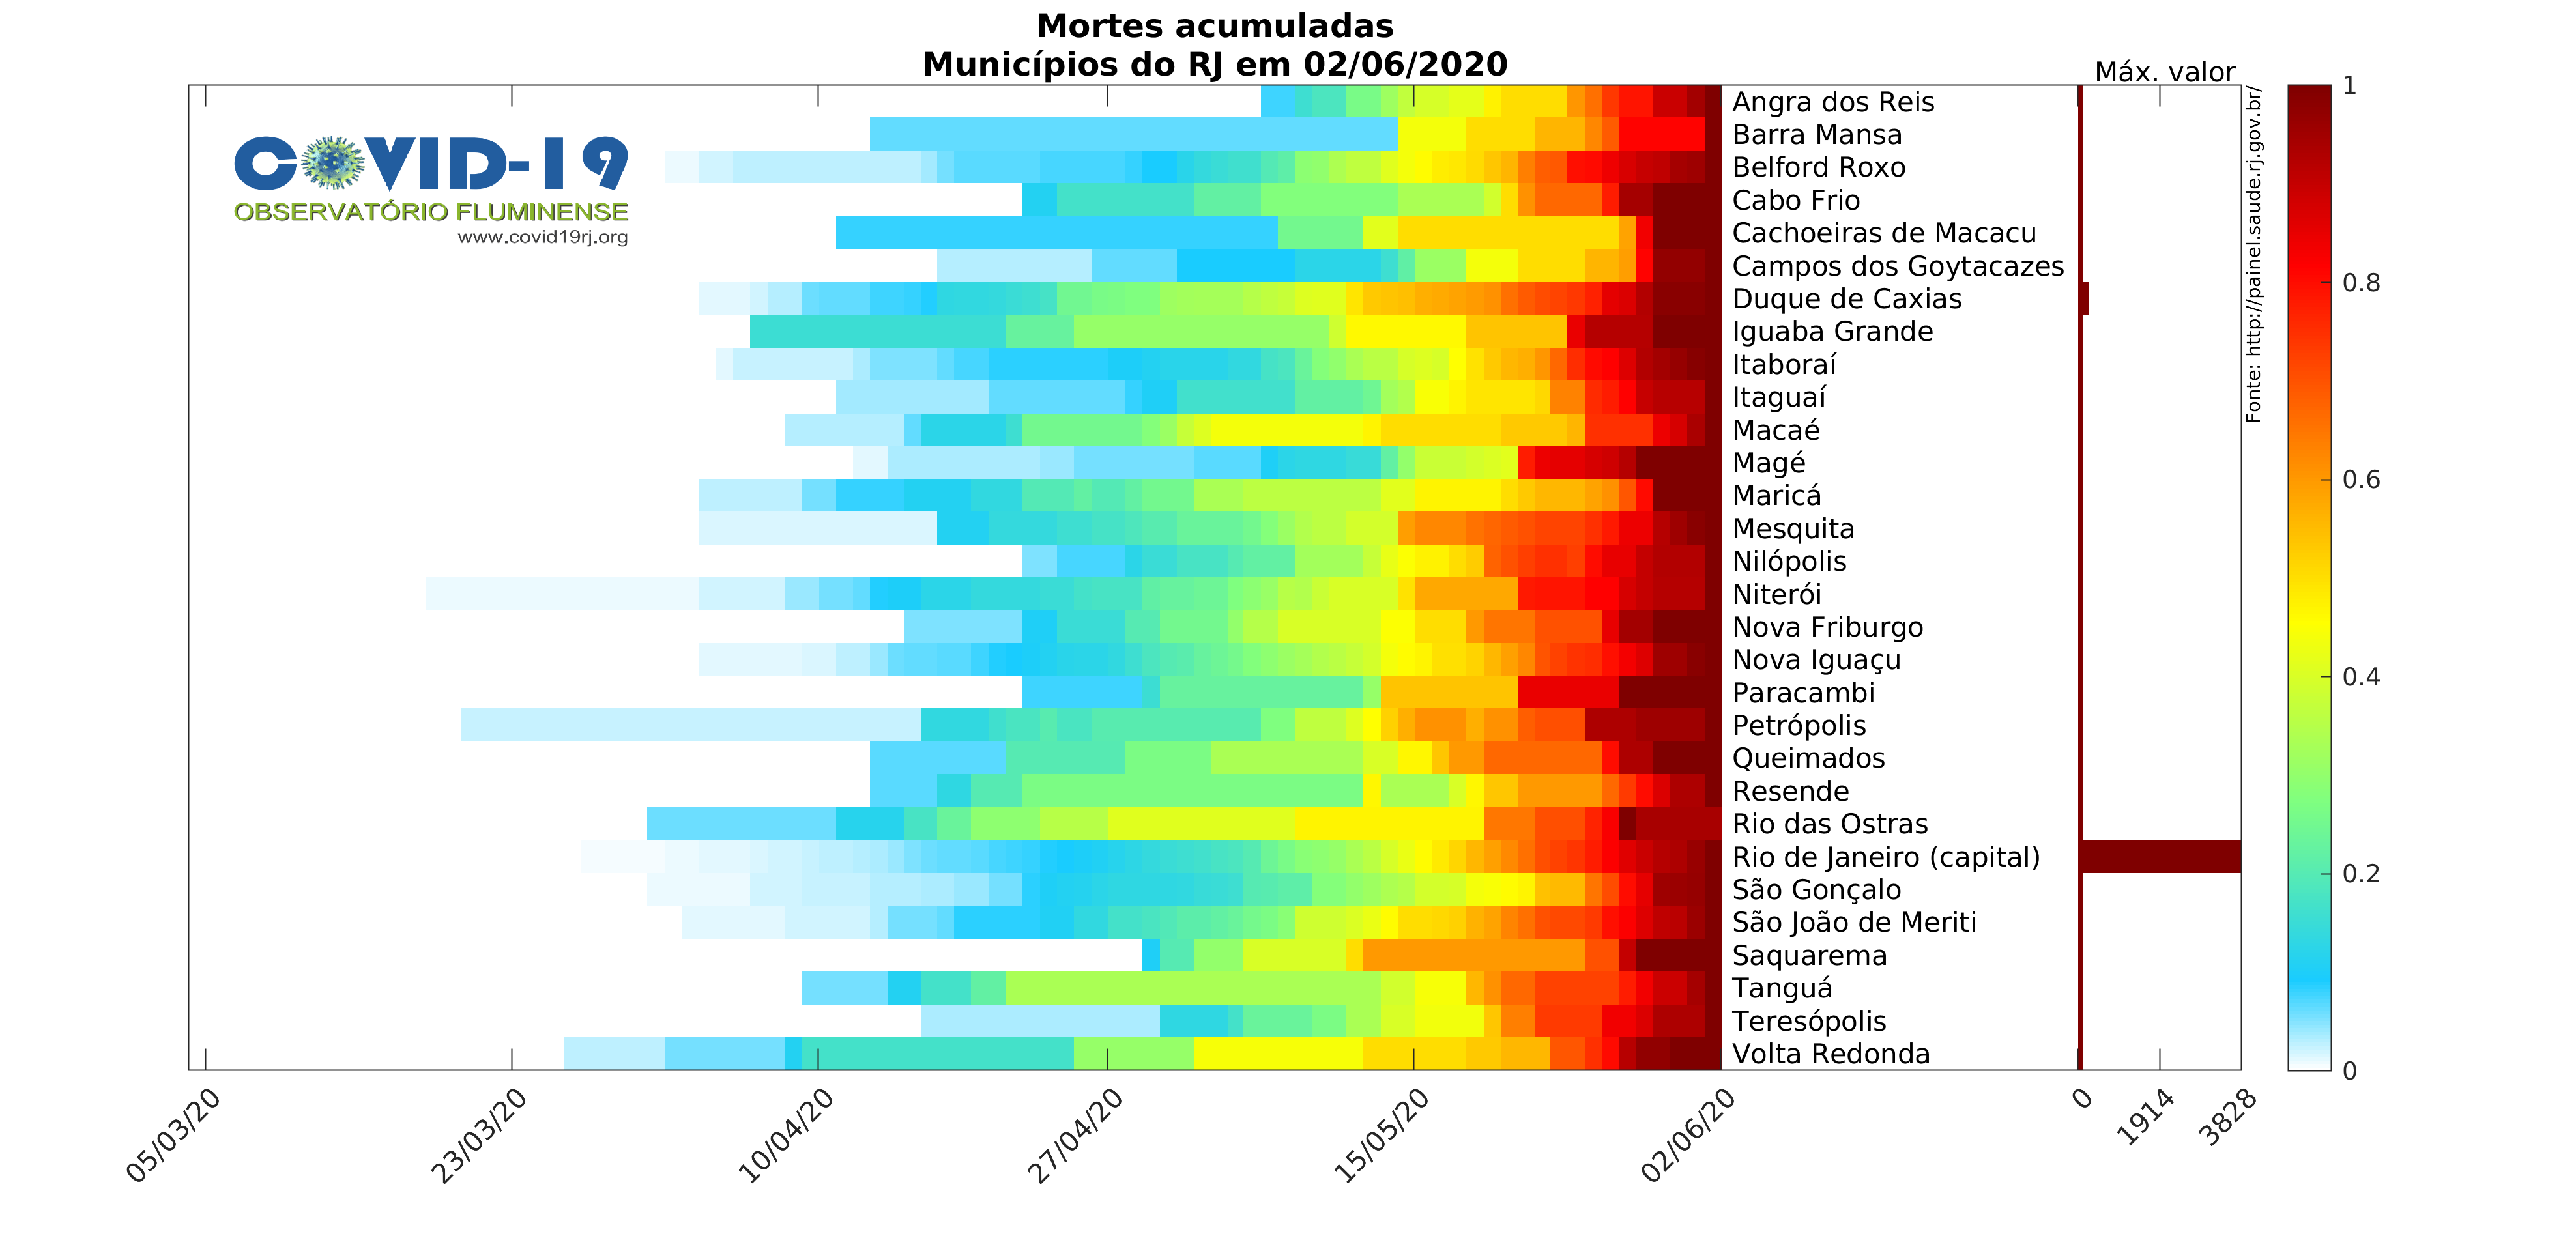 Mortes acumuladas
Municípios do RJ em 02/06/2020
Máx. valor
COVID-19
OBSERVATÓRIO FLUMINENSE
www.covid19rj.org
Angra dos Reis
Barra Mansa
Belford Roxo
Cabo Frio
Cachoeiras de Macacu
Campos dos Goytacazes
Duque de Caxias
Iguaba Grande
Itaboraí
Itaguaí
Macaé
Magé
Maricá
Mesquita
Nilópolis
Niterói
Nova Friburgo
Nova Iguaçu
Paracambi
Petrópolis
Queimados
Resende
Rio das Ostras
Rio de Janeiro (capital)
São Gonçalo
São João de Meriti
Saquarema
Tanguá
Teresópolis
Volta Redonda
Fonte: http://painel.saude.rj.gov.br/
1
0.8
0.6
0.4
0.2
0
05/03/20
23/03/20
10/04/20
27/04/20
15/05/20
02/06/20
0
1914
3828